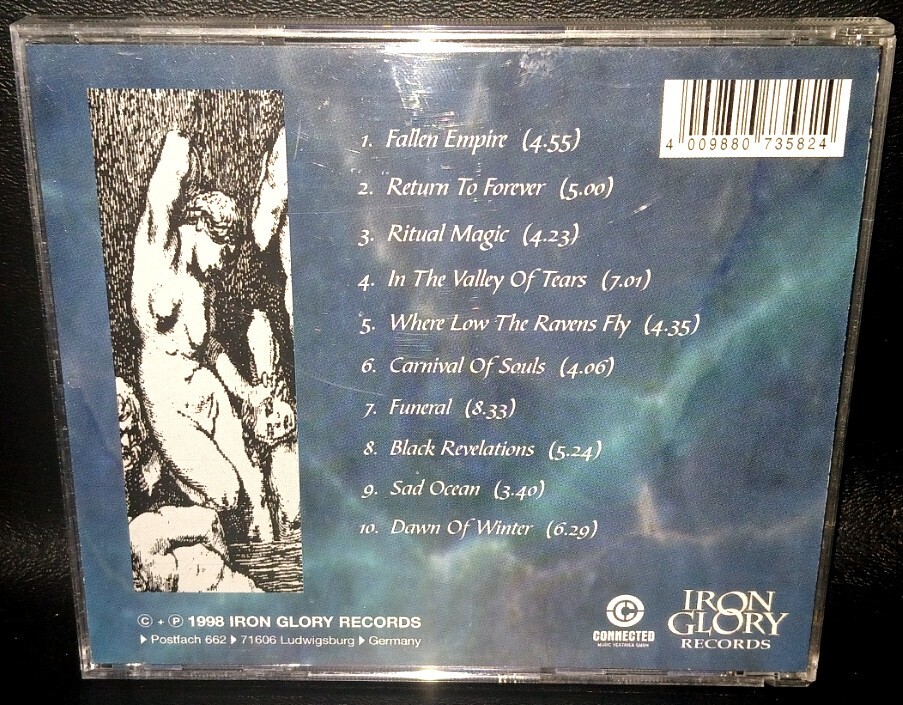 1. Fallen Empire (4.55)
2. Return To Forever (5.00)
3. Ritual Magic (4.23)
4. In The Valley Of Tears (7.01)
5. Where Low The Ravens Fly (4.35)
6. Carnival Of Souls (4.06)
7. Funeral (8.33)
8. Black Revelations (5.24)
9. Sad Ocean (3.40)
10. Dawn Of Winter (6.29)
4 009880 735824
© + ℗ 1998 IRON GLORY RECORDS
Postfach 662 71606 Ludwigsburg Germany
CONNECTED
IRON
GLORY
RECORDS